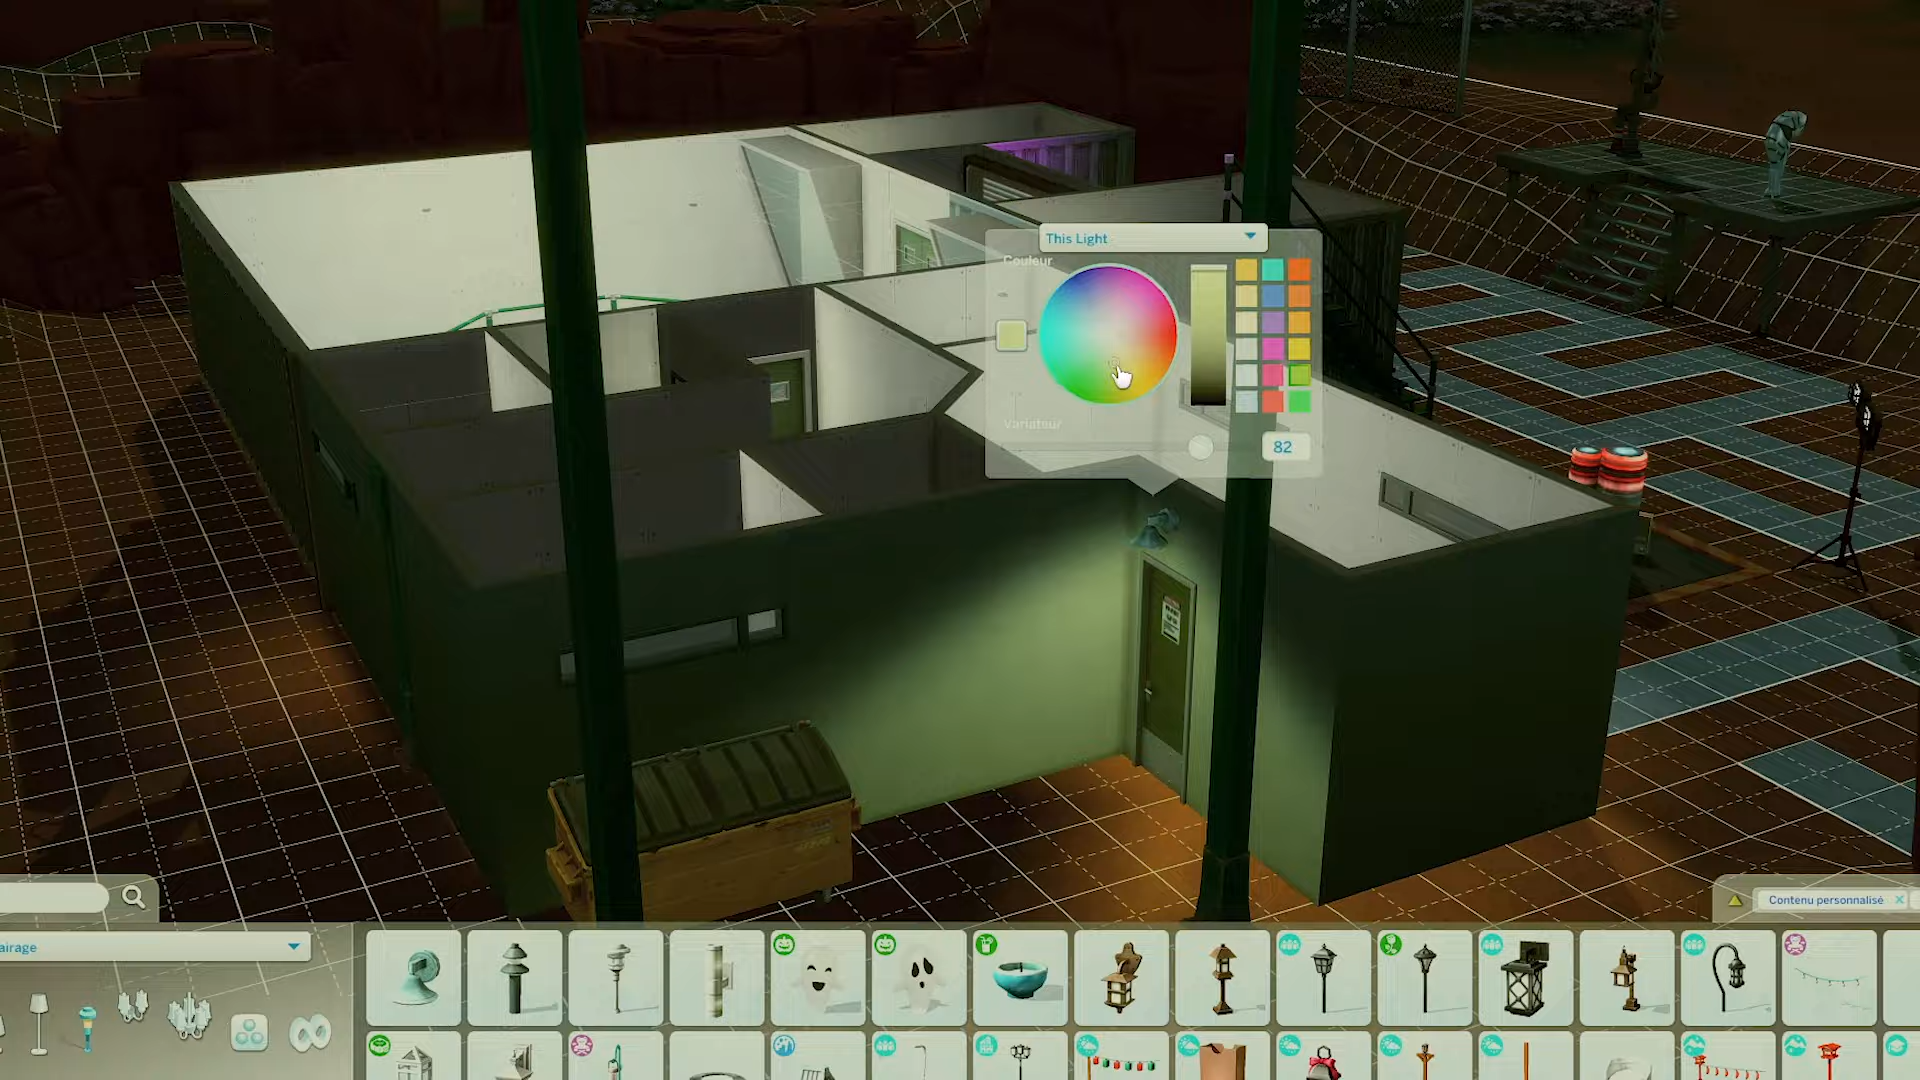 This Light
Couleur
Variateur
82
Contenu personnalisé
airage